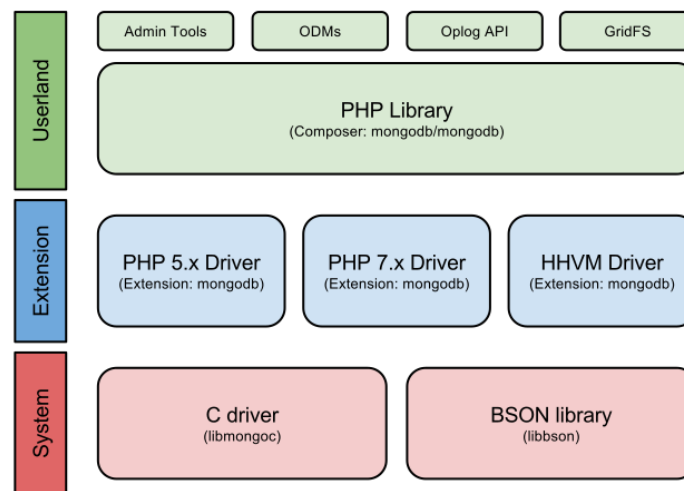 Userland
Admin Tools
ODMs
Oplog API
GridFS
PHP Library
(Composer: mongodb/mongodb)
Extension
PHP 5.x Driver
(Extension: mongodb)
PHP 7.x Driver
(Extension: mongodb)
HHVM Driver
(Extension: mongodb)
System
C driver
(libmongoc)
BSON library
(libbson)